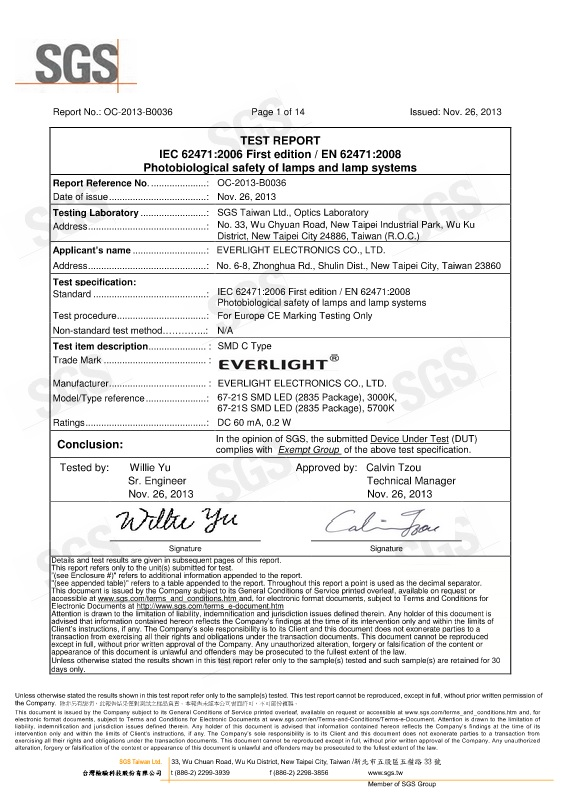 SGS
Report No.: OC-2013-B0036 Page 1 of 14 Issued: Nov. 26, 2013
TEST REPORT
IEC 62471:2006 First edition / EN 62471:2008
Photobiological safety of lamps and lamp systems
Report Reference No. ....................: OC-2013-B0036
Date of issue...................................: Nov. 26, 2013
Testing Laboratory .......................: SGS Taiwan Ltd., Optics Laboratory
Address..........................................: No. 33, Wu Chyuan Road, New Taipei Industrial Park, Wu Ku
District, New Taipei City 24886, Taiwan (R.O.C.)
Applicant's name ..........................: EVERLIGHT ELECTRONICS CO., LTD.
Address..........................................: No. 6-8, Zhonghua Rd., Shulin Dist., New Taipei City, Taiwan 23860
Test specification:
Standard ........................................: IEC 62471:2006 First edition / EN 62471:2008
Photobiological safety of lamps and lamp systems
Test procedure................................: For Europe CE Marking Testing Only
Non-standard test method…………..: N/A
Test item description.................... : SMD C Type
Trade Mark .................................... : EVERLIGHT®
Manufacturer..................................: EVERLIGHT ELECTRONICS CO., LTD.
Model/Type reference......................: 67-21S SMD LED (2835 Package), 3000K,
67-21S SMD LED (2835 Package), 5700K
Ratings...........................................: DC 60 mA, 0.2 W
Conclusion: In the opinion of SGS, the submitted Device Under Test (DUT)
complies with Exempt Group of the above test specification.
Tested by: Willie Yu Approved by: Calvin Tzou
Sr. Engineer Technical Manager
Nov. 26, 2013 Nov. 26, 2013
Willie Yu Calvin Tzou
Signature Signature
Details and test results are given in subsequent pages of this report.
This report refers only to the unit(s) submitted for test.
"(see Enclosure #)" refers to additional information appended to the report.
"(see appended table)" refers to a table appended to the report. Throughout this report a point is used as the decimal separator.
This document is issued by the Company subject to its General Conditions of Service printed overleaf, available on request or
accessible at www.sgs.com/terms_and_conditions.htm and, for electronic format documents, subject to Terms and Conditions for
Electronic Documents at http://www.sgs.com/terms_e-document.htm
Attention is drawn to the limitation of liability, indemnification and jurisdiction issues defined therein. Any holder of this document is
advised that information contained hereon reflects the Company's findings at the time of its intervention only and within the limits of
Client's instructions, if any. The Company's sole responsibility is to its Client and this document does not exonerate parties to a
transaction from exercising all their rights and obligations under the transaction documents. This document cannot be reproduced
except in full, without prior written approval of the Company. Any unauthorized alteration, forgery or falsification of the content or
appearance of this document is unlawful and offenders may be prosecuted to the fullest extent of the law.
Unless otherwise stated the results shown in this test report refer only to the sample(s) tested and such sample(s) are retained for 30
days only.
Unless otherwise stated the results shown in this test report refer only to the sample(s) tested. This test report cannot be reproduced, except in full, without prior written permission of
the Company.
This document is issued by the Company subject to its General Conditions of Service printed overleaf, available on request or accessible at www.sgs.com/terms_and_conditions.htm and, for
electronic format documents, subject to Terms and Conditions for Electronic Documents at www.sgs.com/en/Terms-and-Conditions/Terms-e-Document. Attention is drawn to the limitation of
liability, indemnification and jurisdiction issues defined therein. Any holder of this document is advised that information contained hereon reflects the Company's findings at the time of its
intervention only and within the limits of Client's instructions, if any. The Company's sole responsibility is to its Client and this document does not exonerate parties to a transaction from
exercising all their rights and obligations under the transaction documents. This document cannot be reproduced except in full, without prior written approval of the Company. Any unauthorized
alteration, forgery or falsification of the content or appearance of this document is unlawful and offenders may be prosecuted to the fullest extent of the law.
SGS Taiwan Ltd. 33, Wu Chuan Road, Wu Ku District, New Taipei City, Taiwan /新北市五股區五權路 33 號
台灣檢驗科技股份有限公司 t (886-2) 2299-3939 f (886-2) 2298-3856 www.sgs.tw
Member of SGS Group